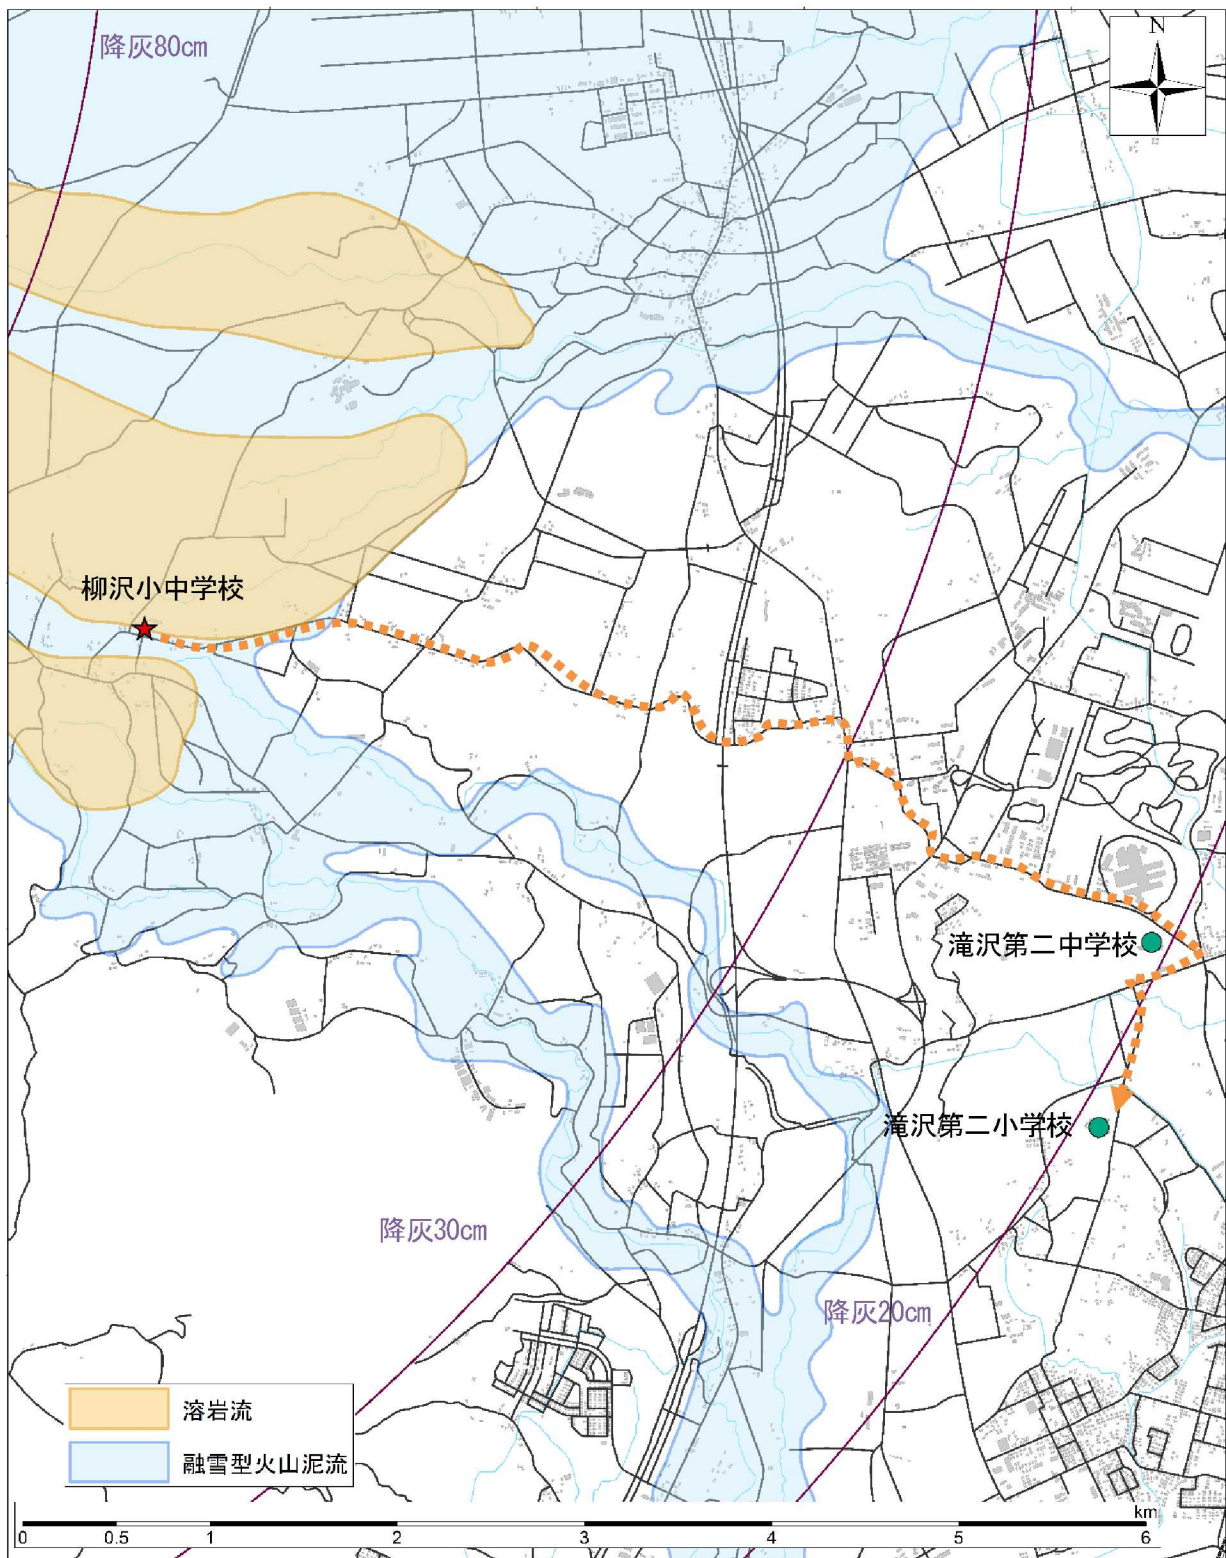 降灰80cm
N
柳沢小中学校
滝沢第二中学校
滝沢第二小学校
降灰30cm
降灰20cm
溶岩流
融雪型火山泥流
km
0 0.5 1 2 3 4 5 6